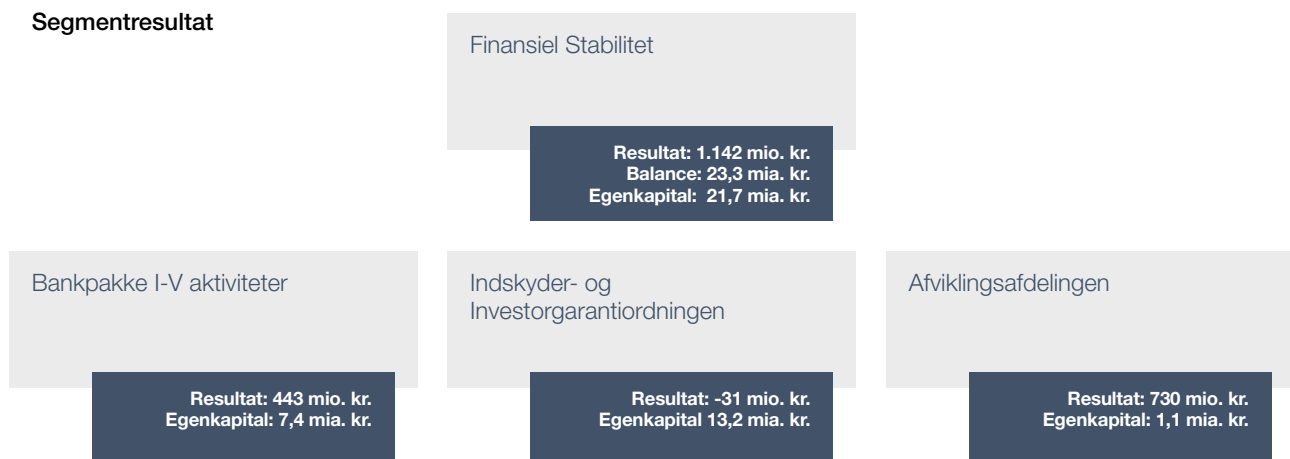 Segmentresultat
Finansiel Stabilitet
Resultat: 1.142 mio. kr.
Balance: 23,3 mia. kr.
Egenkapital:  21,7 mia. kr.
Bankpakke I-V aktiviteter
Resultat: 443 mio. kr.
Egenkapital: 7,4 mia. kr.
Indskyder- og
Investorgarantiordningen
Resultat: -31 mio. kr.
Egenkapital 13,2 mia. kr.
Afviklingsafdelingen
Resultat: 730 mio. kr.
Egenkapital: 1,1 mia. kr.